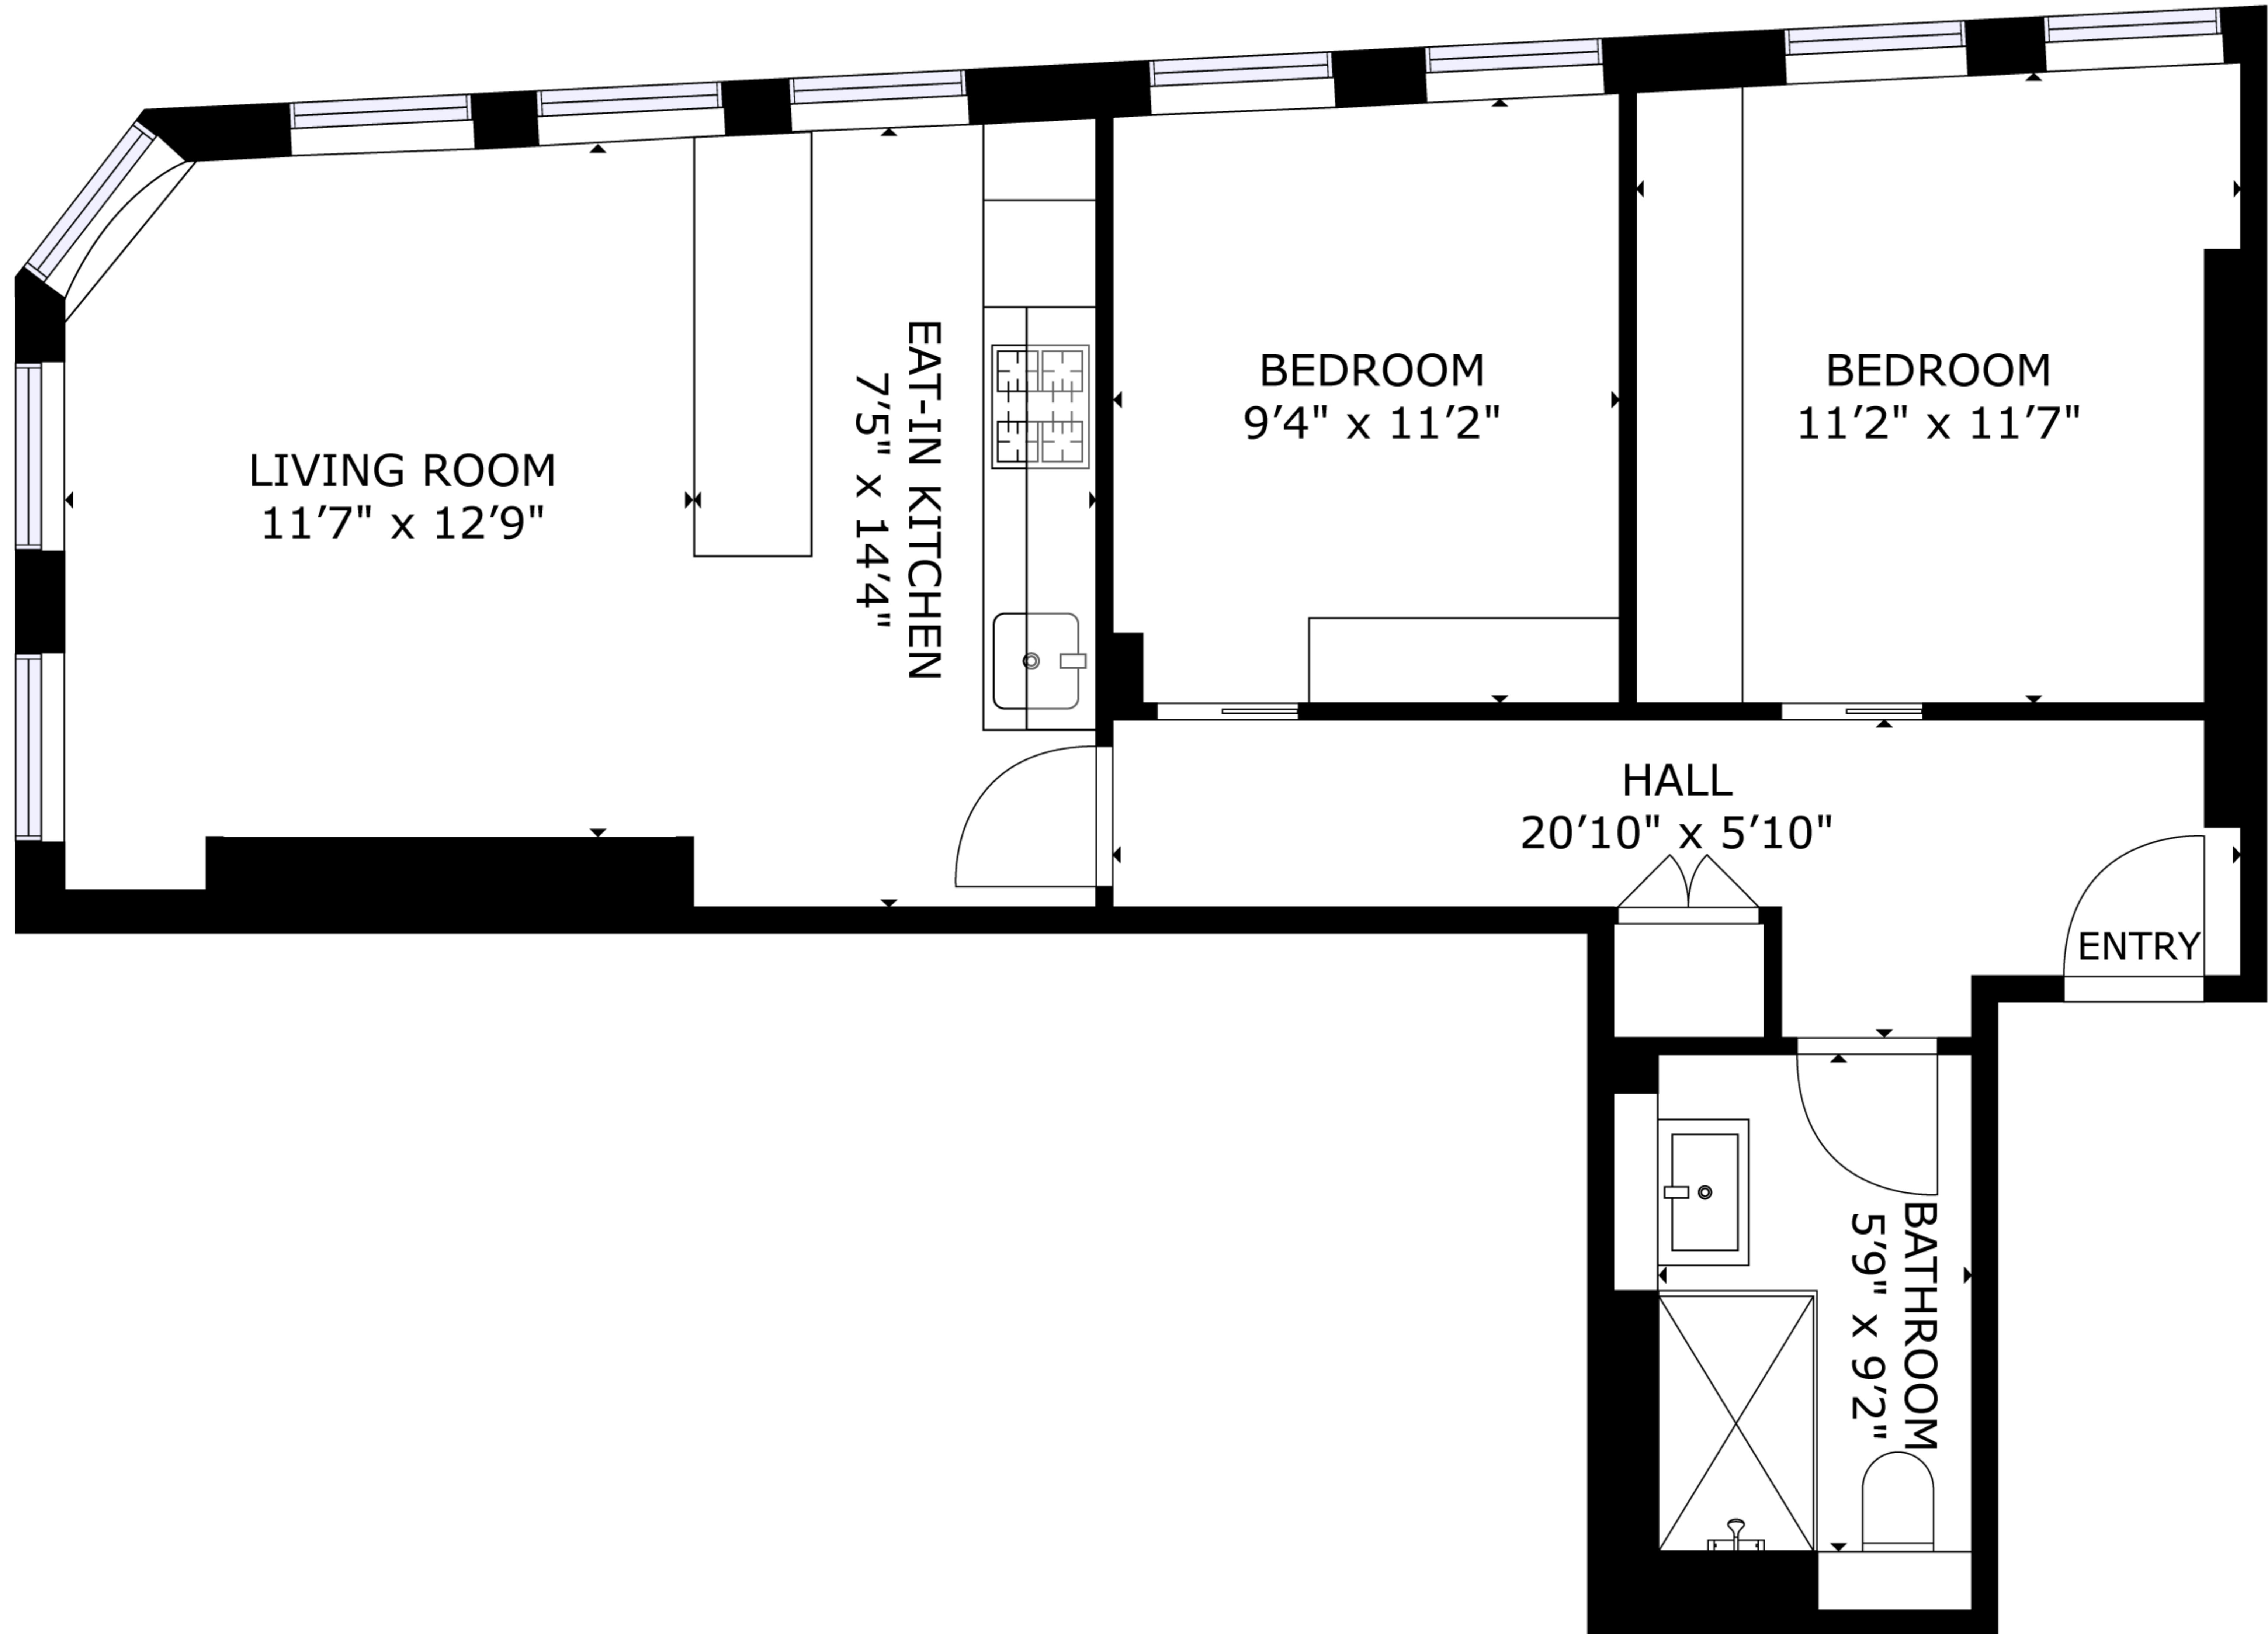 LIVING ROOM
11'7" x 12'9"
EAT-IN KITCHEN
7'5" x 14'4"
BEDROOM
9'4" x 11'2"
BEDROOM
11'2" x 11'7"
HALL
20'10" x 5'10"
ENTRY
BATHROOM
5'9" x 9'2"